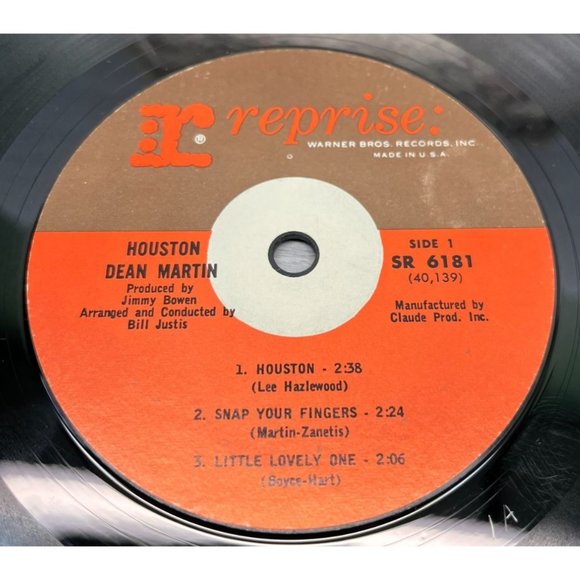 r® reprise:
WARNER BROS. RECORDS, INC.
MADE IN U.S.A.
HOUSTON
DEAN MARTIN
Produced by
Jimmy Bowen
Arranged and Conducted by
Bill Justis
SIDE 1
SR 6181
(40,139)
Manufactured by
Claude Prod. Inc.
1. HOUSTON - 2:38
(Lee Hazlewood)
2. SNAP YOUR FINGERS - 2:24
(Martin-Zanetis)
3. LITTLE LOVELY ONE - 2:06
(Boyce-Hart)
1A